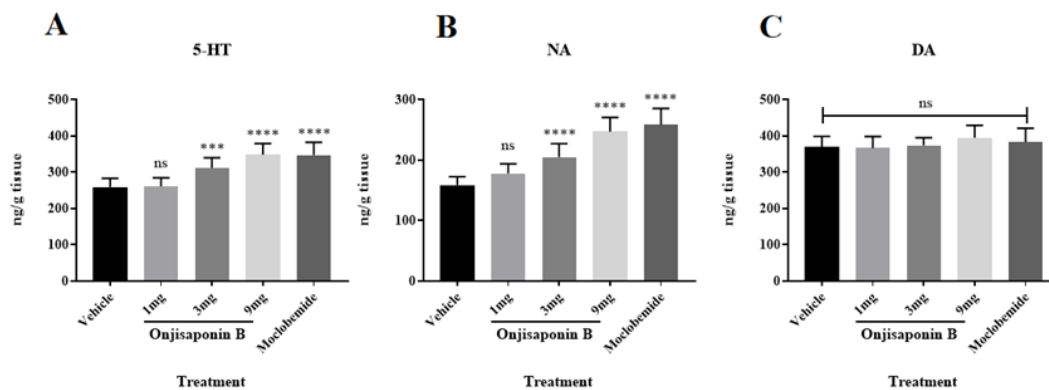 A
5-HT
ng/g tissue
500
400
300
200
100
0
ns
***
****
****
Vehicle
1mg
3mg
9mg
Moclobemide
Onjisaponin B
Treatment
B
NA
ng/g tissue
300
200
100
0
ns
****
****
****
Vehicle
1mg
3mg
9mg
Moclobemide
Onjisaponin B
Treatment
C
DA
ng/g tissue
500
400
300
200
100
0
ns
Vehicle
1mg
3mg
9mg
Moclobemide
Onjisaponin B
Treatment